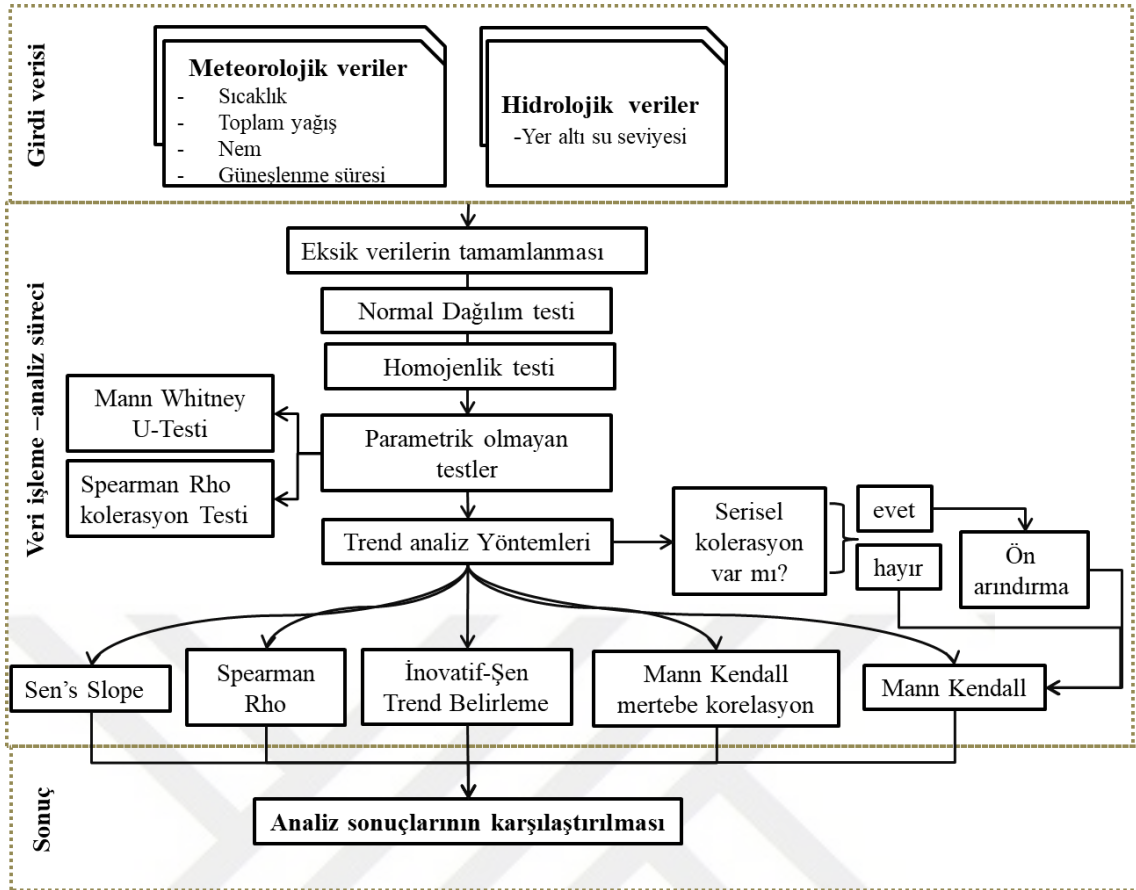 Girdi verisi
Meteorolojik veriler
- Sıcaklık
- Toplam yağış
- Nem
- Güneşlenme süresi
Hidrolojik veriler
-Yer altı su seviyesi
Veri işleme –analiz süreci
Eksik verilerin tamamlanması
Normal Dağılım testi
Homojenlik testi
Mann Whitney
U-Testi
Spearman Rho
kolerasyon Testi
Parametrik olmayan
testler
Trend analiz Yöntemleri
Serisel
kolerasyon
var mı?
evet
hayır
Ön
arındırma
Sen’s Slope
Spearman
Rho
İnovatif-Şen
Trend Belirleme
Mann Kendall
mertebe korelasyon
Mann Kendall
Sonuç
Analiz sonuçlarının karşılaştırılması